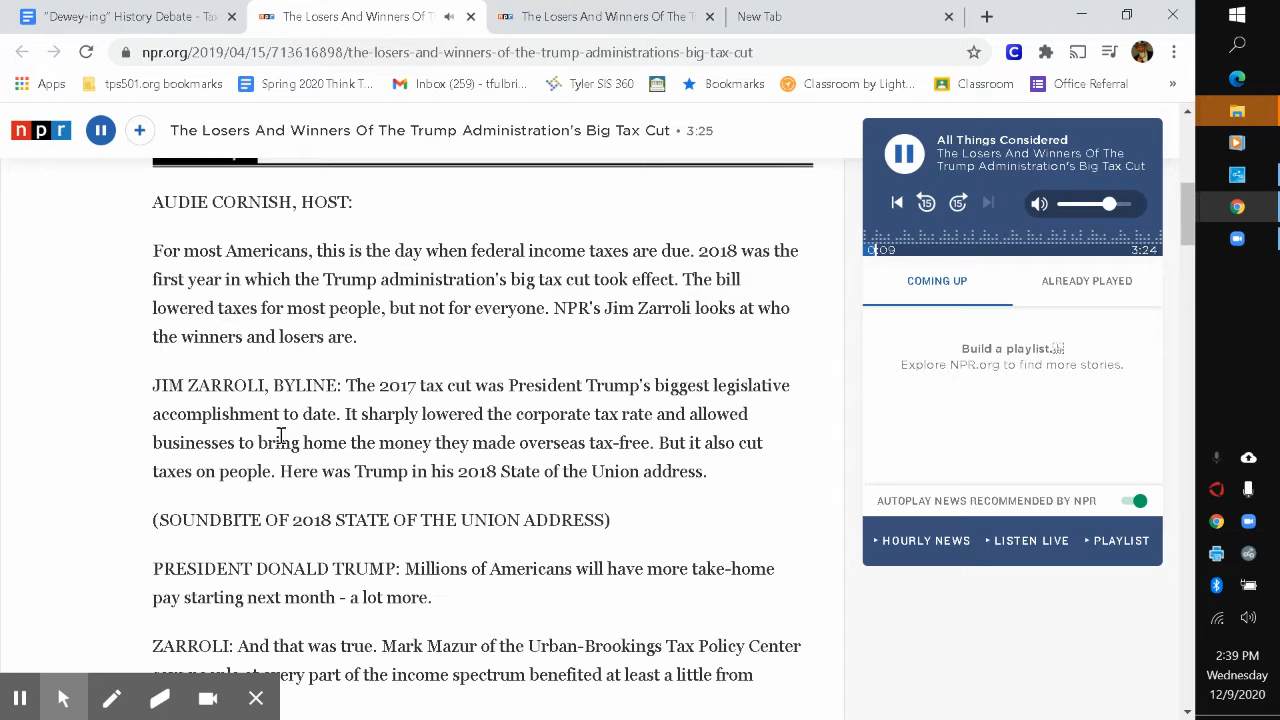 "Dewey-ing" History Debate - Tax
The Losers And Winners Of T
The Losers And Winners Of The T
New Tab
npr.org/2019/04/15/713616898/the-losers-and-winners-of-the-trump-administrations-big-tax-cut
Apps
tps501.org bookmarks
Spring 2020 Think T...
Inbox (259) - tfulbri...
Tyler SIS 360
Bookmarks
Classroom by Light...
Classroom
Office Referral
npr
The Losers And Winners Of The Trump Administration's Big Tax Cut • 3:25
AUDIE CORNISH, HOST:
For most Americans, this is the day when federal income taxes are due. 2018 was the
first year in which the Trump administration's big tax cut took effect. The bill
lowered taxes for most people, but not for everyone. NPR's Jim Zarroli looks at who
the winners and losers are.
JIM ZARROLI, BYLINE: The 2017 tax cut was President Trump's biggest legislative
accomplishment to date. It sharply lowered the corporate tax rate and allowed
businesses to bring home the money they made overseas tax-free. But it also cut
taxes on people. Here was Trump in his 2018 State of the Union address.
(SOUNDBITE OF 2018 STATE OF THE UNION ADDRESS)
PRESIDENT DONALD TRUMP: Millions of Americans will have more take-home
pay starting next month - a lot more.
ZARROLI: And that was true. Mark Mazur of the Urban-Brookings Tax Policy Center
every part of the income spectrum benefited at least a little from
All Things Considered
The Losers And Winners Of The
Trump Administration's Big Tax Cut
15
15
0:09
3:24
COMING UP
ALREADY PLAYED
Build a playlist.
Explore NPR.org to find more stories.
AUTOPLAY NEWS RECOMMENDED BY NPR
HOURLY NEWS
LISTEN LIVE
PLAYLIST
2:39 PM
Wednesday
12/9/2020